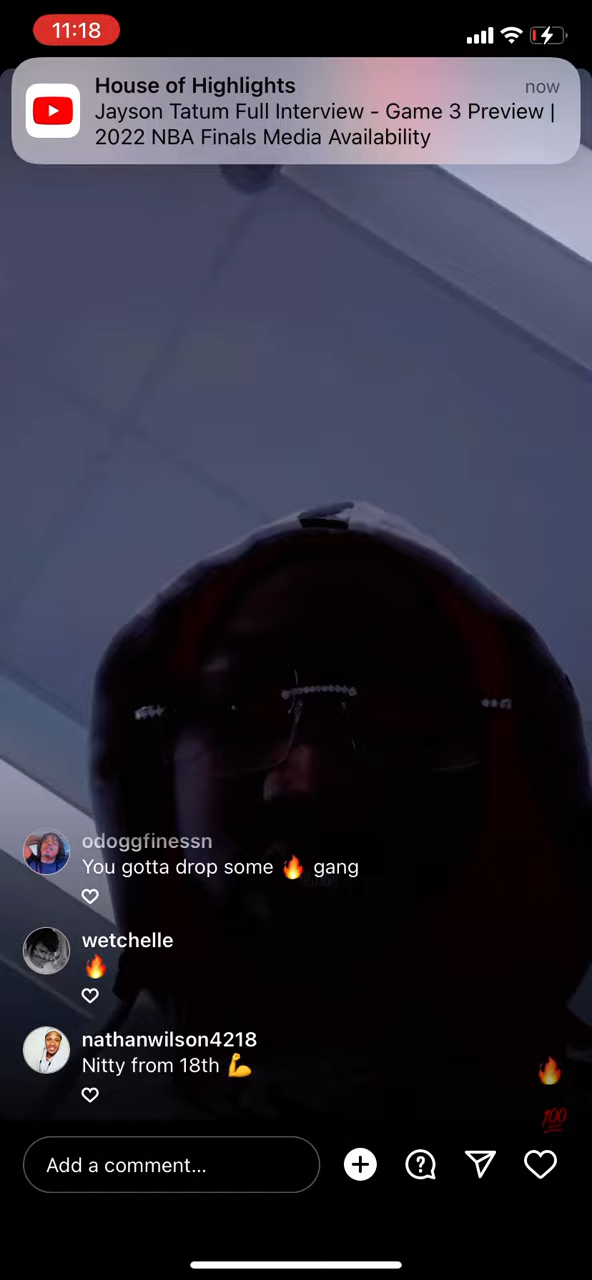 11:18
House of Highlights
now
Jayson Tatum Full Interview - Game 3 Preview |
2022 NBA Finals Media Availability
odoggfinessn
You gotta drop some 🔥 gang
wetchelle
🔥
nathanwilson4218
Nitty from 18th 💪
🔥
💯
Add a comment...